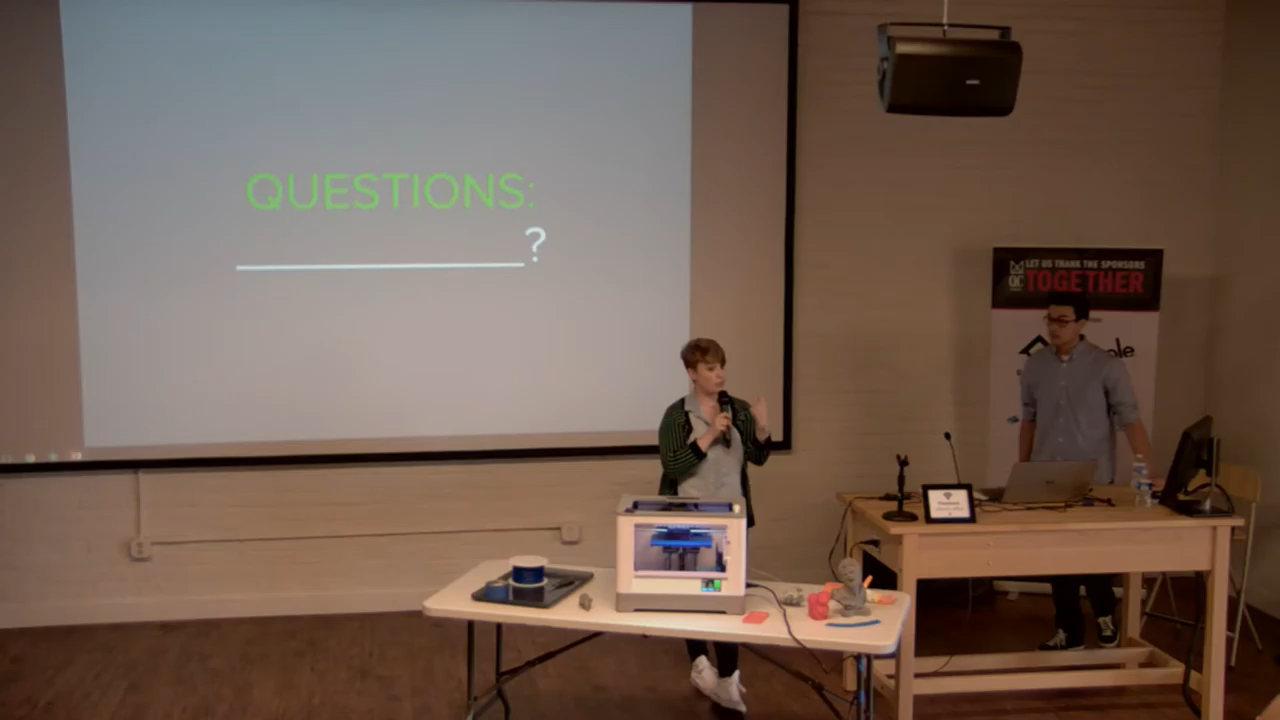 QUESTIONS:
?
LET US THANK THE SPONSORS
TOGETHER